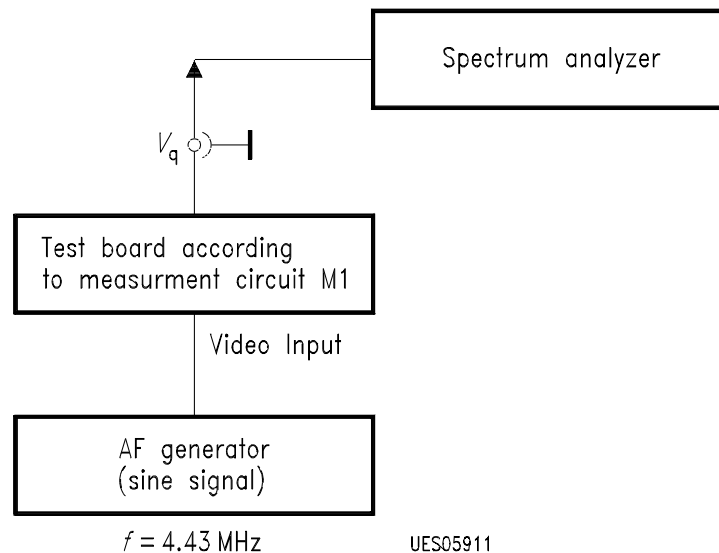 Spectrum analyzer
Vq
Test board according
to measurment circuit M1
Video Input
AF generator
(sine signal)
f = 4.43 MHz
UES05911